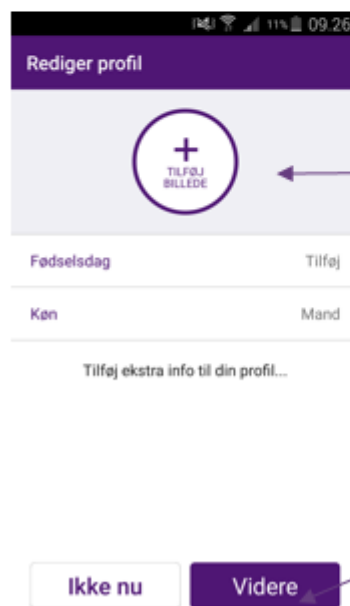 11% 09.26
Rediger profil
+
TILFØJ
BILLEDE
Fødselsdag Tilføj
Køn Mand
Tilføj ekstra info til din profil...
Ikke nu Videre